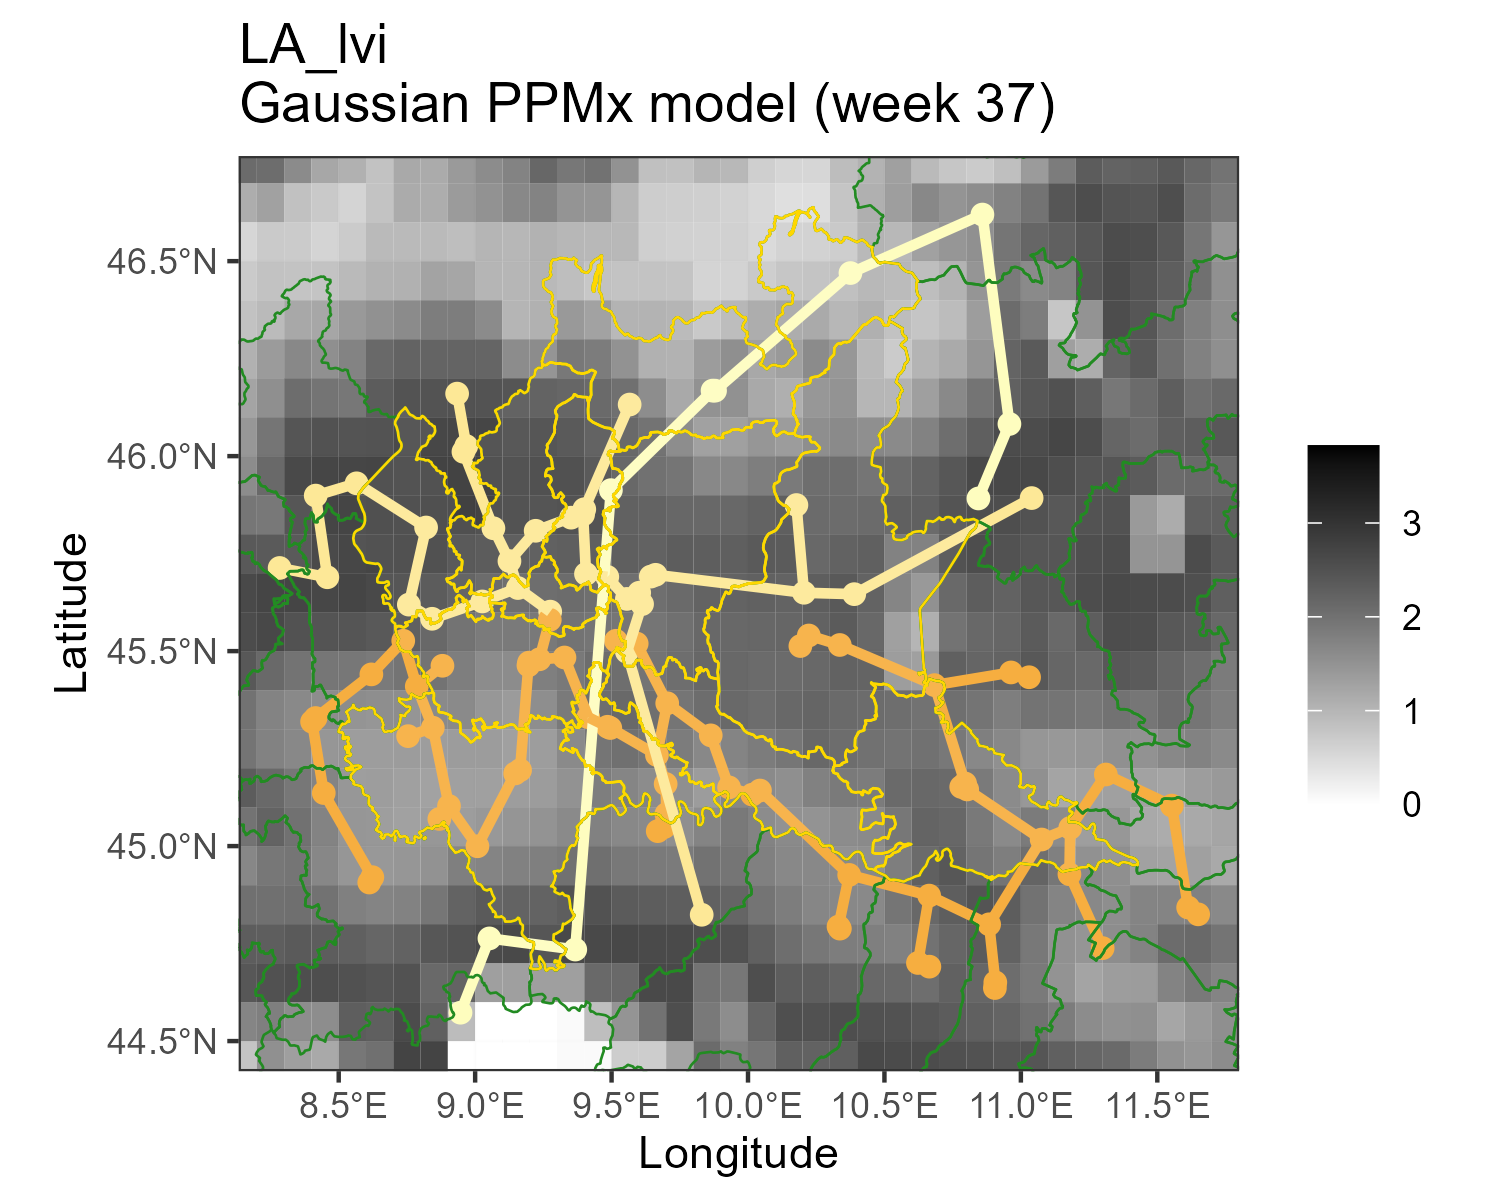 LA_lvi
Gaussian PPMx model (week 37)
46.5°N
46.0°N
45.5°N
45.0°N
44.5°N
Latitude
8.5°E 9.0°E 9.5°E 10.0°E 10.5°E 11.0°E 11.5°E
Longitude
3
2
1
0